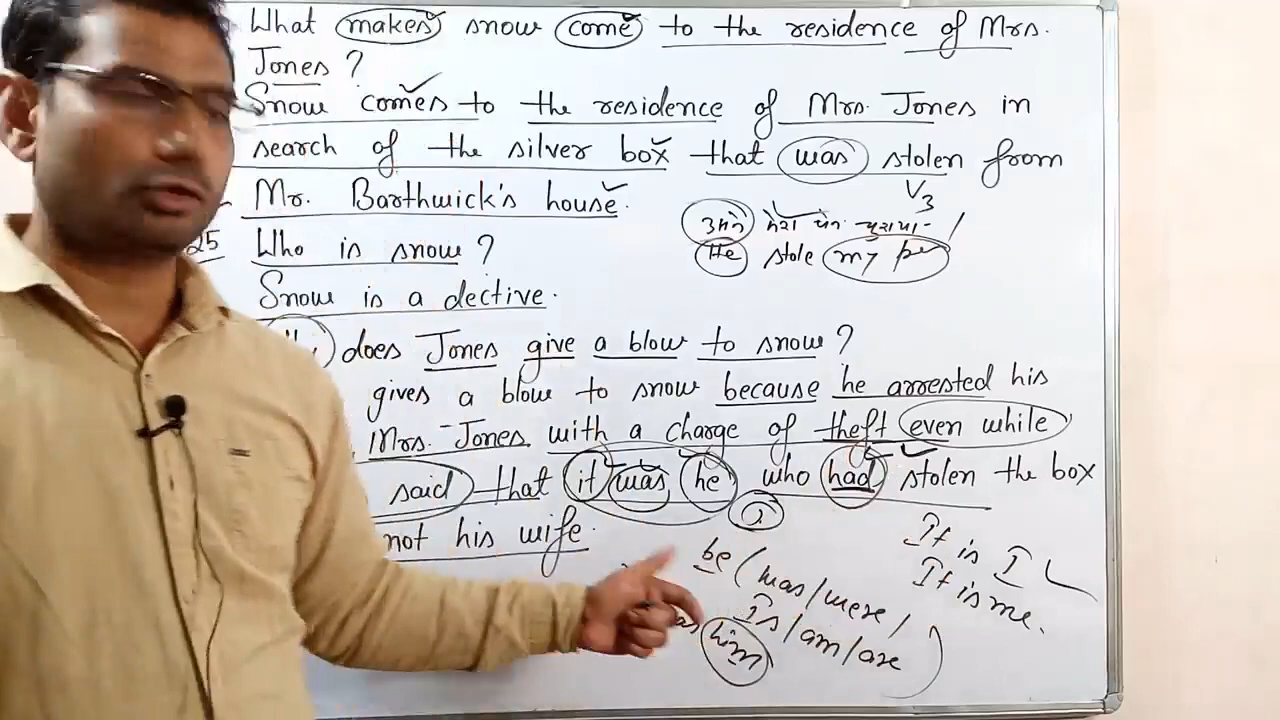 What makes snow come to the residence of Mrs.
Jones ?
Snow comes to the residence of Mrs. Jones in
search of the silver box that was stolen from
Mr. Barthwick's house.
V3
उसने मेरा पेन चुराया
He stole my pen
25
Who is snow ?
Snow is a dective.
does Jones give a blow to snow ?
gives a blow to snow because he arrested his
Mrs. Jones with a charge of theft even while
said that it was he who had stolen the box
not his wife.
It is I
It is me.
be (was/were/
Is/am/are )
him